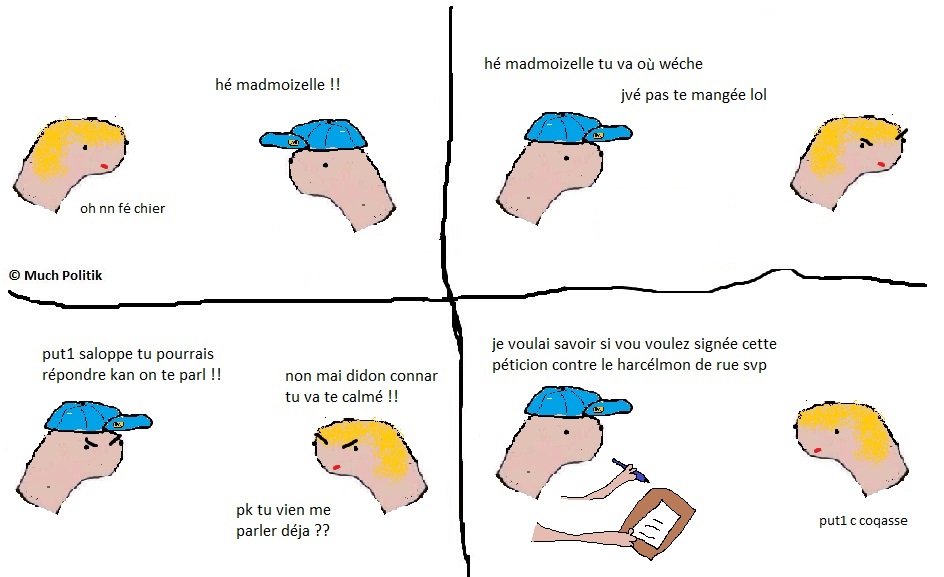 hé madmoizelle !!
oh nn fé chier
hé madmoizelle tu va où wéche
jvé pas te mangée lol
© Much Politik
put1 saloppe tu pourrais
répondre kan on te parl !!
non mai didon connar
tu va te calmé !!
pk tu vien me
parler déja ??
je voulai savoir si vou voulez signée cette
péticion contre le harcélmon de rue svp
put1 c coqasse